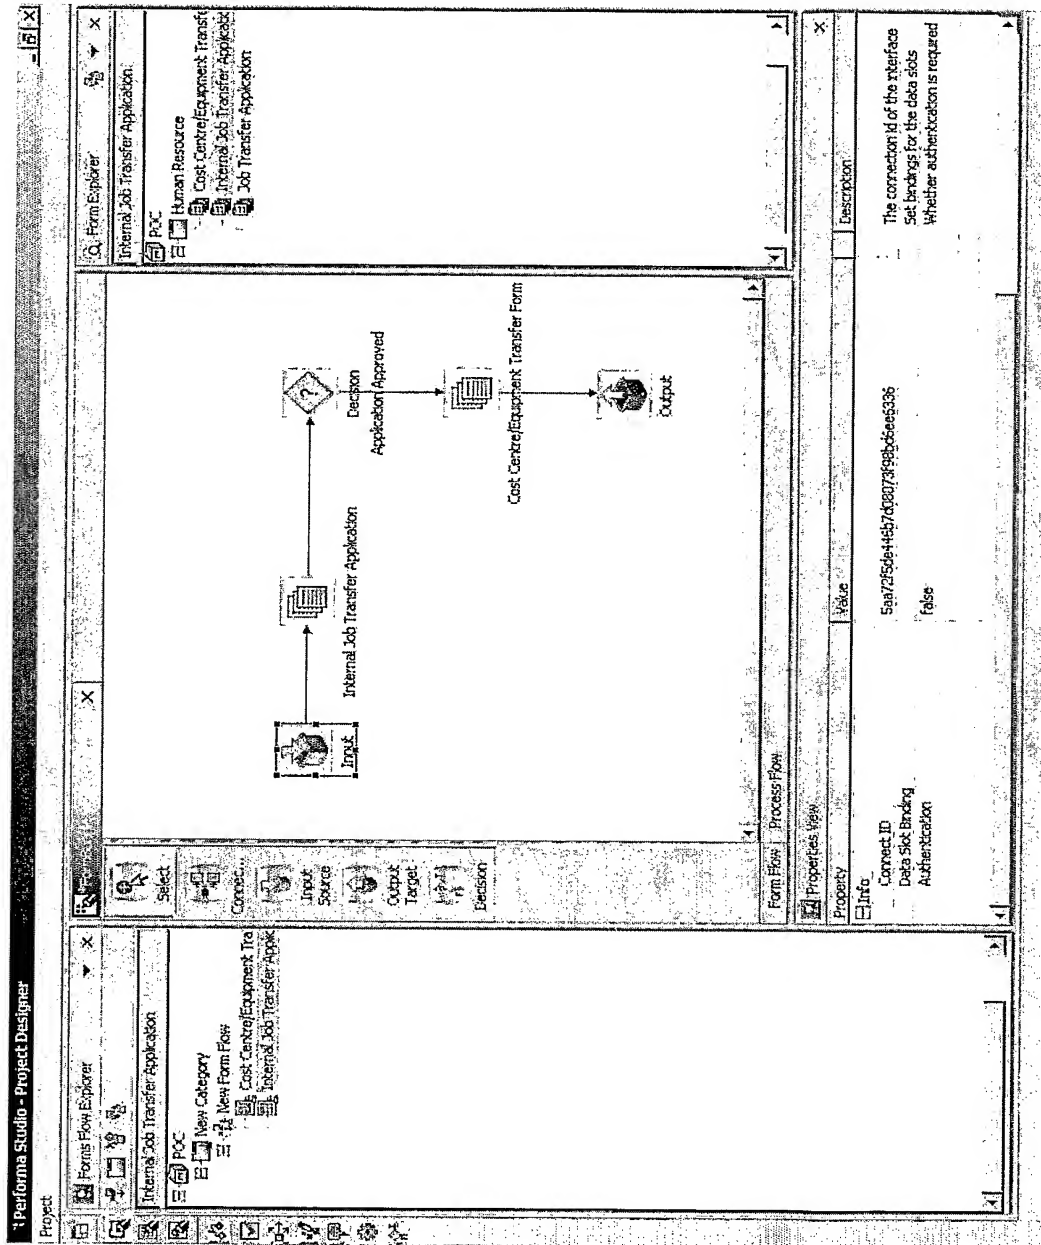 Performa Studio - Project Designer
Project
Forms Flow Explorer
Internal Job Transfer Application
POC
New Category
New Form Flow
Cost Centre/Equipment Tra
Internal Job Transfer Applic
Select
Connect...
Input
Source
Output
Target
Decision
Input
Internal Job Transfer Application
Decision
Application Approved
Cost Centre/Equipment Transfer Form
Output
Form Flow
Process Flow
Form Explorer
Internal Job Transfer Application
POC
Human Resource
Cost Centre/Equipment Transfe
Internal Job Transfer Applicatic
Job Transfer Application
Properties View
Property Value Description
Info
Connect ID The connection id of the interface
Data Slot Binding Set bindings for the data slots
Authentication False Whether authentication is required